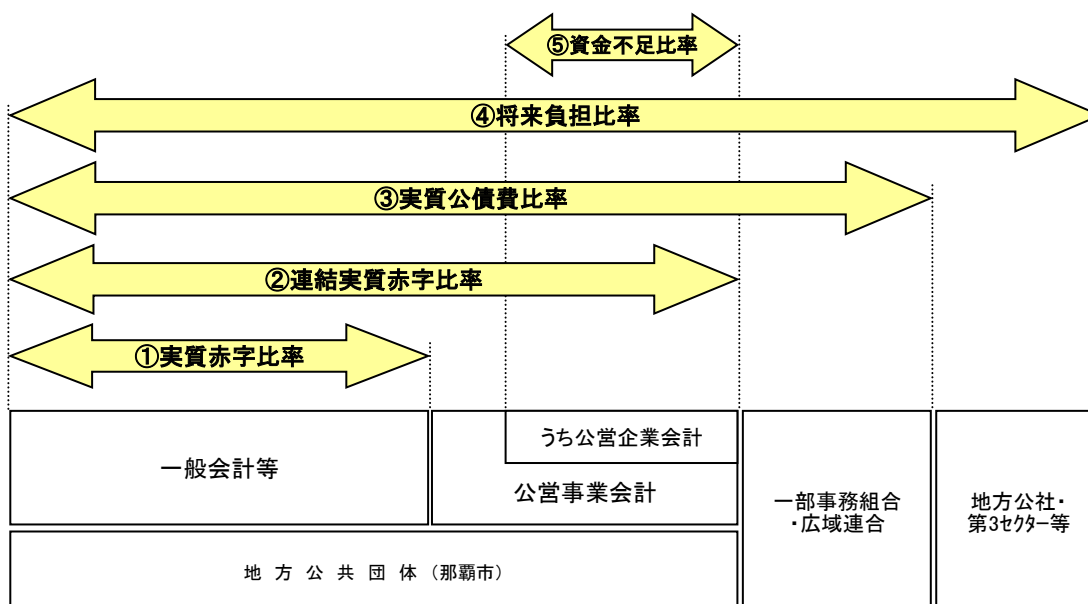 ⑤資金不足比率
④将来負担比率
③実質公債費比率
②連結実質赤字比率
①実質赤字比率
一般会計等
うち公営企業会計
公営事業会計
一部事務組合
・広域連合
地方公社・
第3ｾｸﾀｰ等
地 方 公 共 団 体 （那覇市）